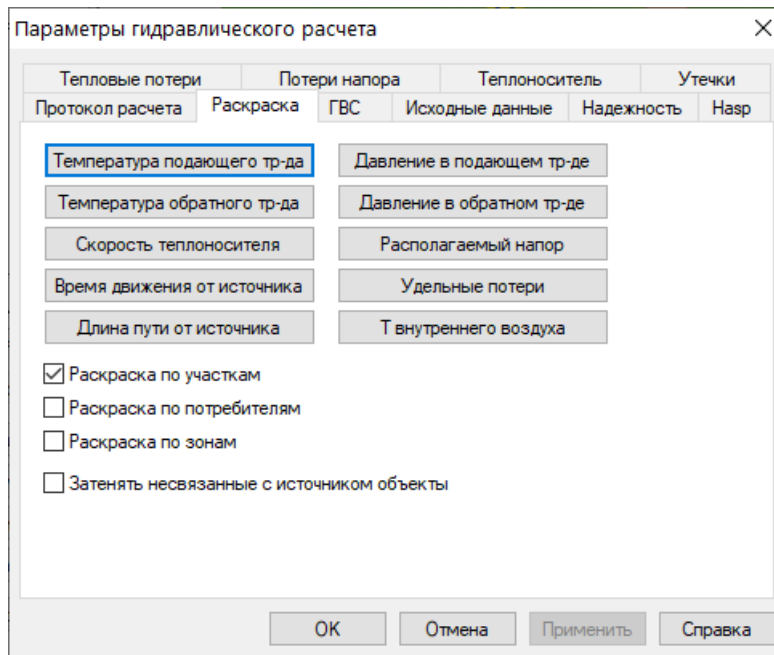 Параметры гидравлического расчета
Тепловые потери Потери напора Теплоноситель Утечки
Протокол расчета Раскраска ГВС Исходные данные Надежность Hasp
Температура подающего тр-да Давление в подающем тр-де
Температура обратного тр-да Давление в обратном тр-де
Скорость теплоносителя Располагаемый напор
Время движения от источника Удельные потери
Длина пути от источника Т внутреннего воздуха
Раскраска по участкам
Раскраска по потребителям
Раскраска по зонам
Затенять несвязанные с источником объекты
OK Отмена Применить Справка